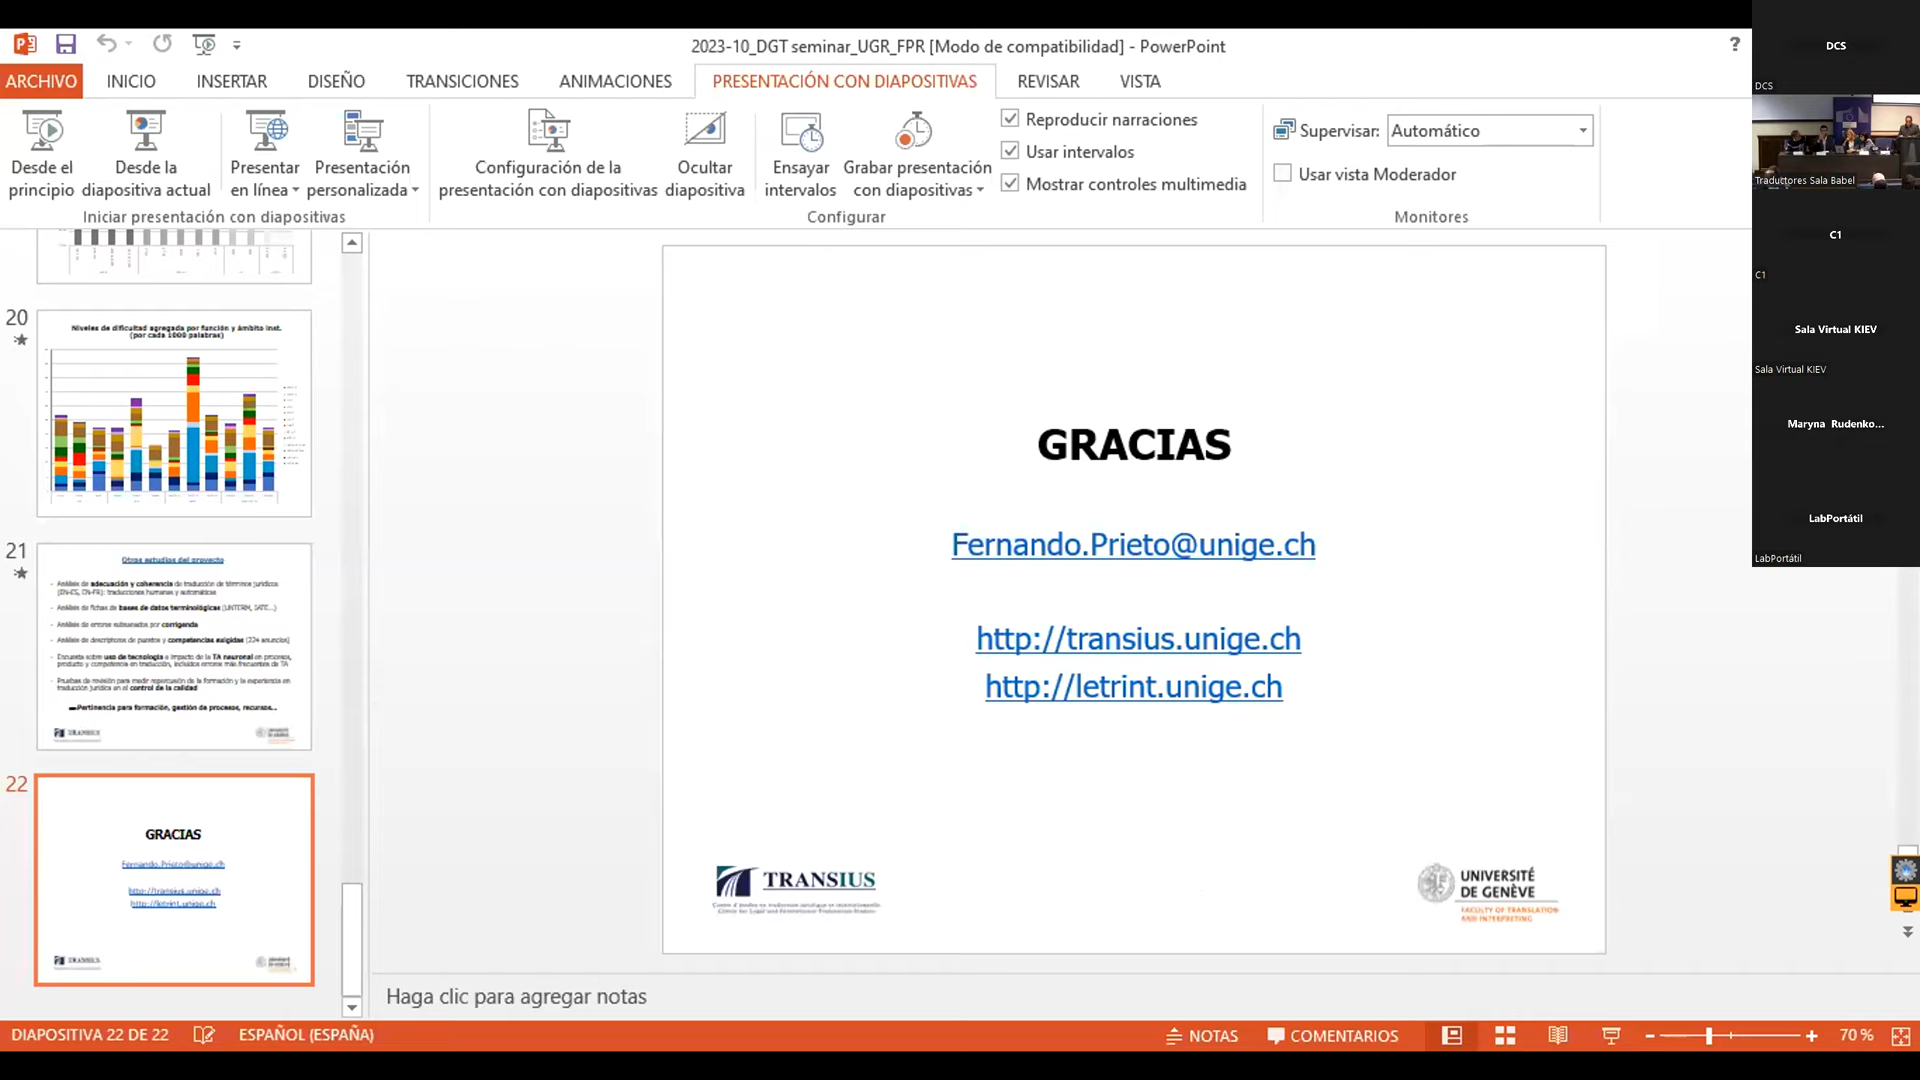 2023-10_DGT seminar_UGR_FPR [Modo de compatibilidad] - PowerPoint
?
ARCHIVO
INICIO
INSERTAR
DISEÑO
TRANSICIONES
ANIMACIONES
PRESENTACIÓN CON DIAPOSITIVAS
REVISAR
VISTA
Desde el
principio
Desde la
diapositiva actual
Presentar
en línea
Presentación
personalizada
Configuración de la
presentación con diapositivas
Ocultar
diapositiva
Ensayar
intervalos
Grabar presentación
con diapositivas
Reproducir narraciones
Usar intervalos
Mostrar controles multimedia
Supervisar:
Automático
Usar vista Moderador
Iniciar presentación con diapositivas
Configurar
Monitores
DCS
DCS
Traductores Sala Babel
C1
C1
Sala Virtual KIEV
Sala Virtual KIEV
Maryna Rudenko...
LabPortátil
LabPortátil
20
Niveles de dificultad agregada por función y ámbito inst.
(por cada 1000 palabras)
21
Otros estudios del proyecto
- Análisis de adecuación y coherencia de traducción de términos jurídicos
(EN-ES, EN-FR): traducciones humanas y automáticas
- Análisis de fichas de bases de datos terminológicas (UNTERM, IATE...)
- Análisis de errores subsanados por corrigenda
- Análisis de descriptores de puestos y competencias exigidas (224 anuncios)
- Encuesta sobre uso de tecnología e impacto de la TA neuronal en procesos,
producto y competencia en traducción, incluidos errores más frecuentes de TA
- Pruebas de revisión para medir repercusión de la formación y la experiencia en
traducción jurídica en el control de la calidad
Pertinencia para formación, gestión de procesos, recursos...
TRANSIUS
22
GRACIAS
Fernando.Prieto@unige.ch
http://transius.unige.ch
http://letrint.unige.ch
TRANSIUS
GRACIAS
Fernando.Prieto@unige.ch
http://transius.unige.ch
http://letrint.unige.ch
TRANSIUS
UNIVERSITÉ
DE GENÈVE
FACULTY OF TRANSLATION
AND INTERPRETING
Haga clic para agregar notas
DIAPOSITIVA 22 DE 22
ESPAÑOL (ESPAÑA)
NOTAS
COMENTARIOS
70 %